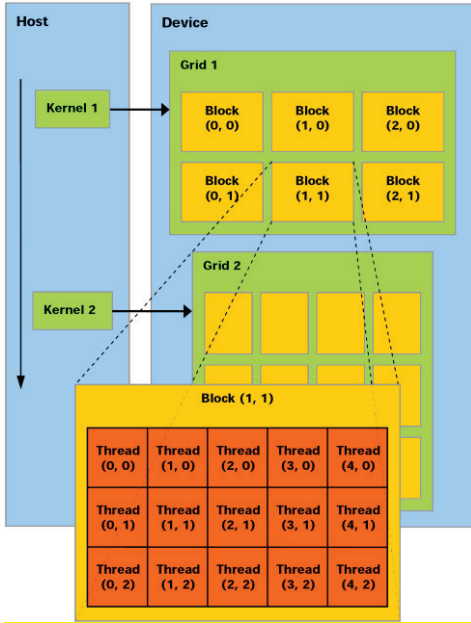 Host
Device
Grid 1
Kernel 1
Block
(0, 0)
Block
(1, 0)
Block
(2, 0)
Block
(0, 1)
Block
(1, 1)
Block
(2, 1)
Grid 2
Kernel 2
Block (1, 1)
Thread
(0, 0)
Thread
(1, 0)
Thread
(2, 0)
Thread
(3, 0)
Thread
(4, 0)
Thread
(0, 1)
Thread
(1, 1)
Thread
(2, 1)
Thread
(3, 1)
Thread
(4, 1)
Thread
(0, 2)
Thread
(1, 2)
Thread
(2, 2)
Thread
(3, 2)
Thread
(4, 2)